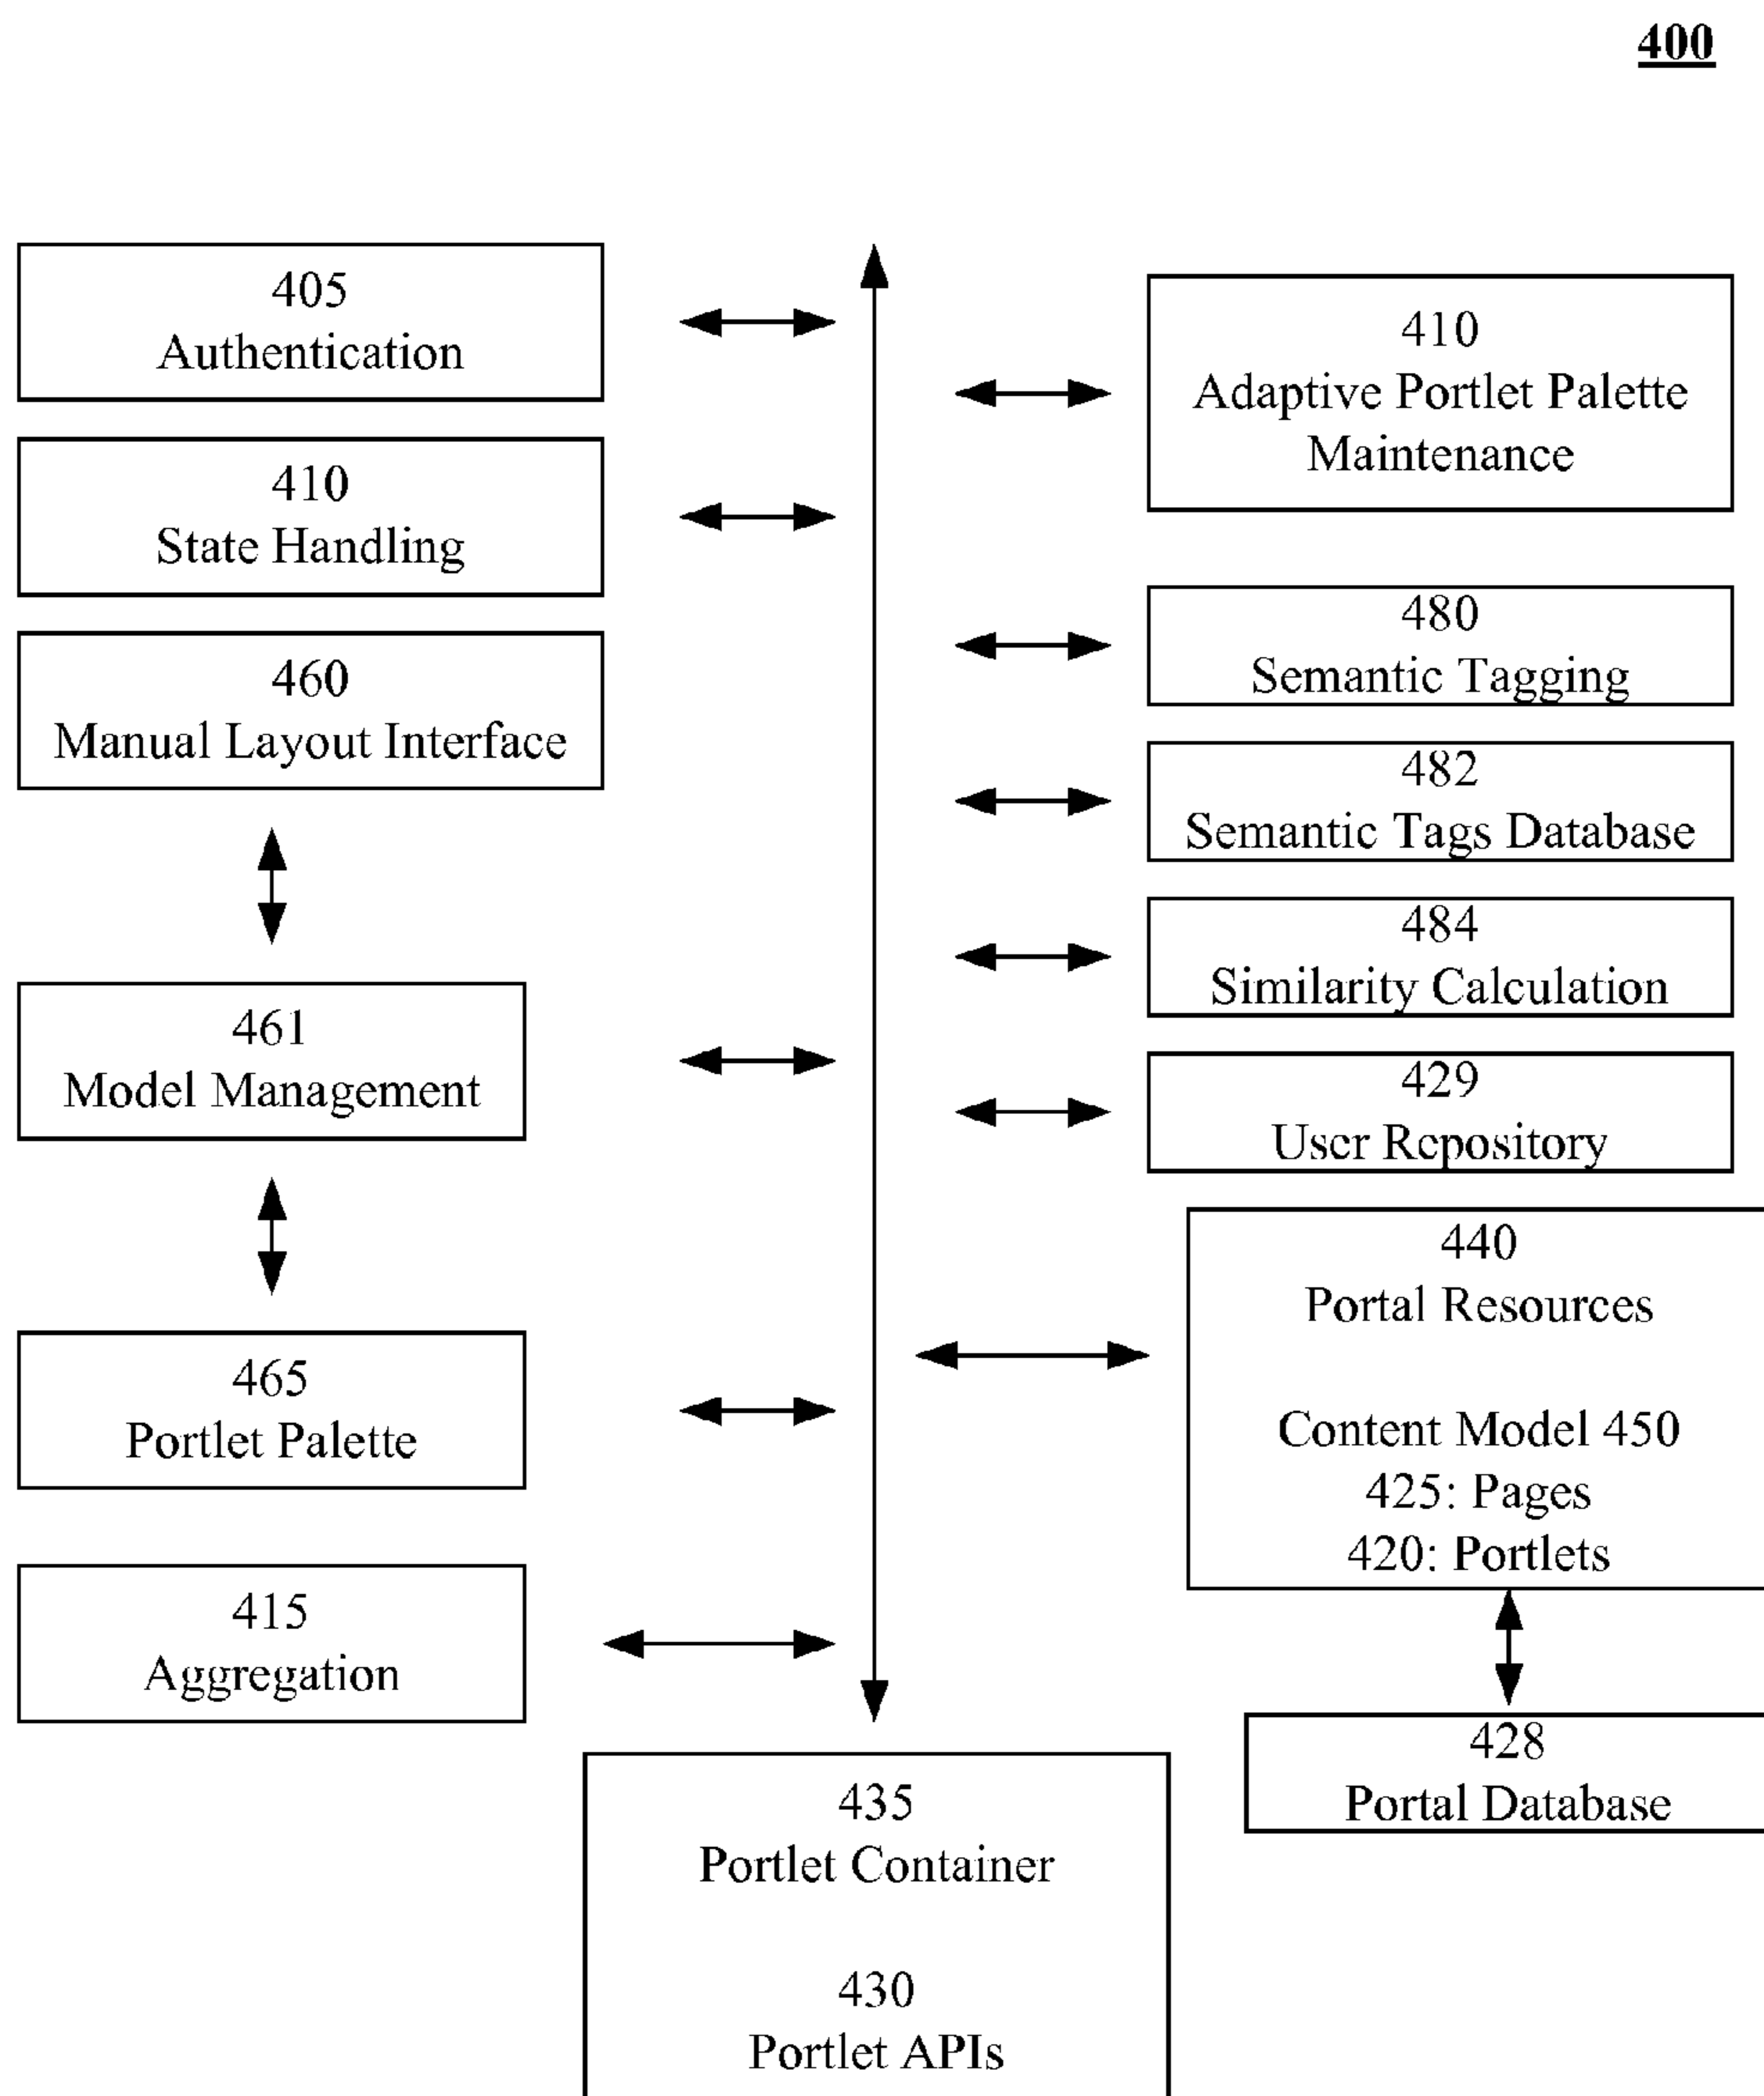 400
405
Authentication
410
State Handling
460
Manual Layout Interface
461
Model Management
465
Portlet Palette
415
Aggregation
410
Adaptive Portlet Palette
Maintenance
480
Semantic Tagging
482
Semantic Tags Database
484
Similarity Calculation
429
User Repository
440
Portal Resources
Content Model 450
425: Pages
420: Portlets
428
Portal Database
435
Portlet Container
430
Portlet APIs